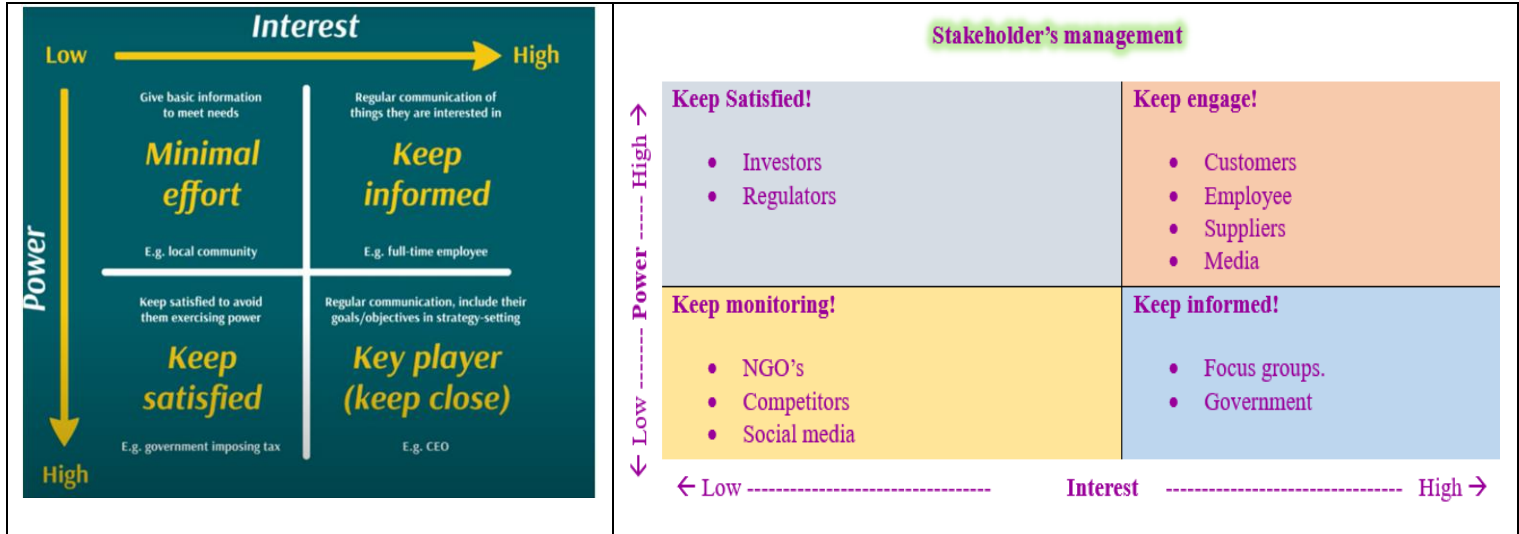 Interest
Low
High
Power
High
Give basic information
to meet needs
Minimal
effort
E.g. local community
Regular communication of
things they are interested in
Keep
informed
E.g. full-time employee
Keep satisfied to avoid
them exercising power
Keep
satisfied
E.g. government imposing tax
Regular communication, include their
goals/objectives in strategy-setting
Key player
(keep close)
E.g. CEO
Stakeholder’s management
← Low ------- Power ----- High →
Keep Satisfied!
• Investors
• Regulators
Keep engage!
• Customers
• Employee
• Suppliers
• Media
Keep monitoring!
• NGO’s
• Competitors
• Social media
Keep informed!
• Focus groups.
• Government
← Low ---------------------------------- Interest --------------------------------- High →